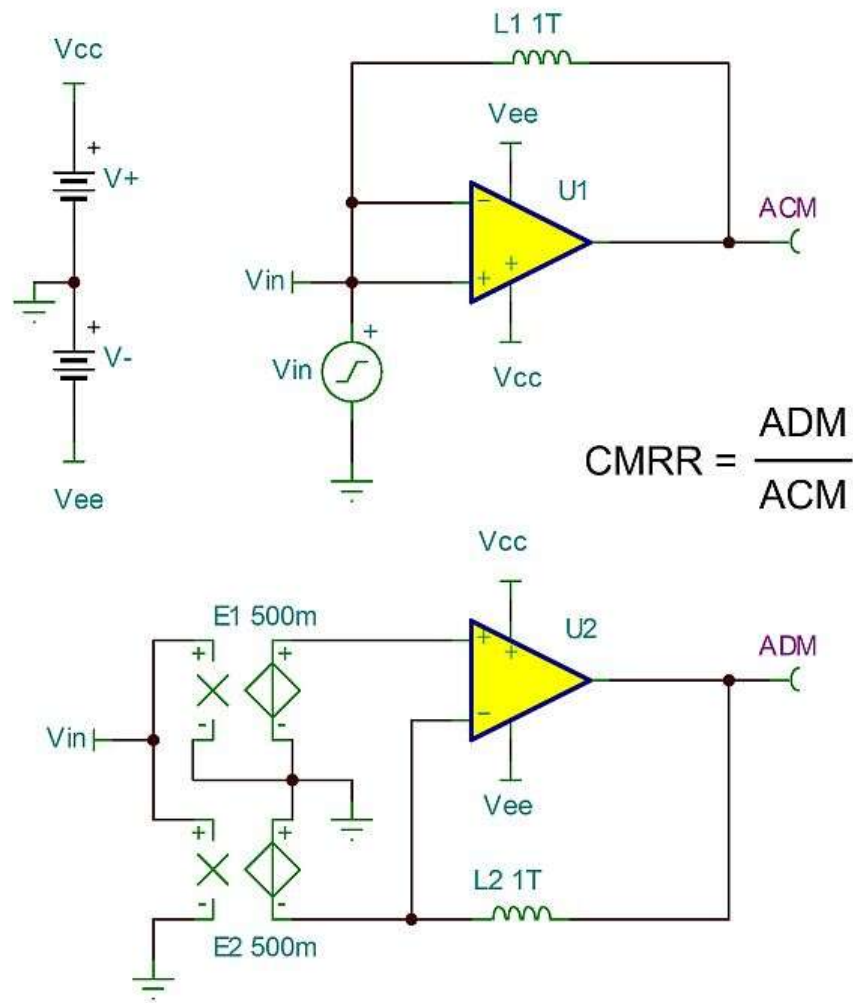 L1 1T
Vcc
Vee
+
V+
U1
-
ACM
Vin
+
+
+
V-
+
Vin
Vcc
Vee
CMRR = ADM
ACM
Vcc
E1 500m
U2
+
+
+
+
ADM
-
-
-
Vin
Vee
+
+
L2 1T
-
-
E2 500m